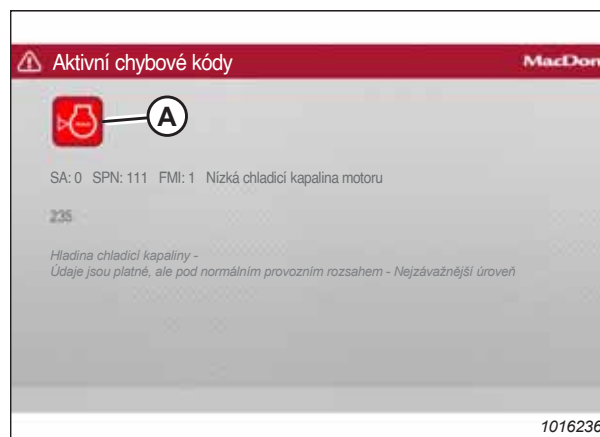 Aktivní chybové kódy
MacDon
A
SA: 0 SPN: 111 FMI: 1 Nízká chladicí kapalina motoru
235
Hladina chladicí kapaliny -
Údaje jsou platné, ale pod normálním provozním rozsahem - Nejzávažnější úroveň
1016236